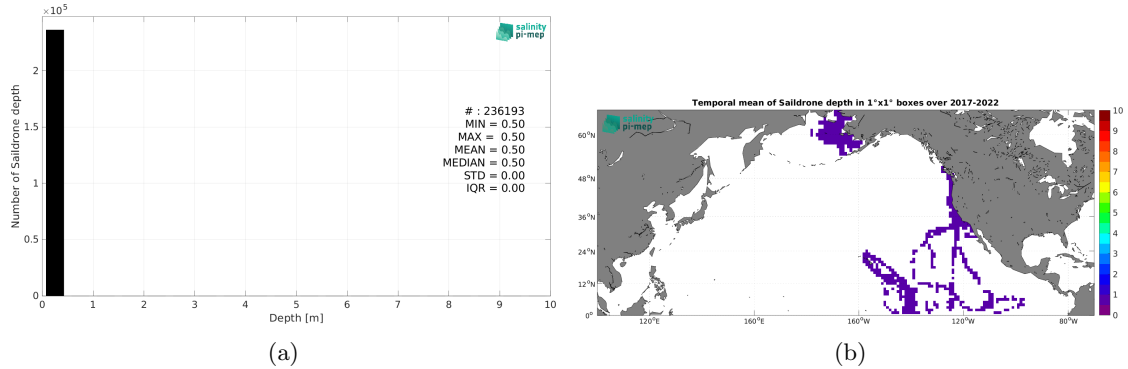 ×10⁵
salinity
pi-mep
2
1.5
1
0.5
0
Number of Saildrone depth
# : 236193
MIN = 0.50
MAX = 0.50
MEAN = 0.50
MEDIAN = 0.50
STD = 0.00
IQR = 0.00
0 1 2 3 4 5 6 7 8 9 10
Depth [m]
(a)
Temporal mean of Saildrone depth in 1°x1° boxes over 2017-2022
salinity
pi-mep
60°N
48°N
36°N
24°N
12°N
0°
120°E 160°E 160°W 120°W 80°W
10
9
8
7
6
5
4
3
2
1
0
(b)